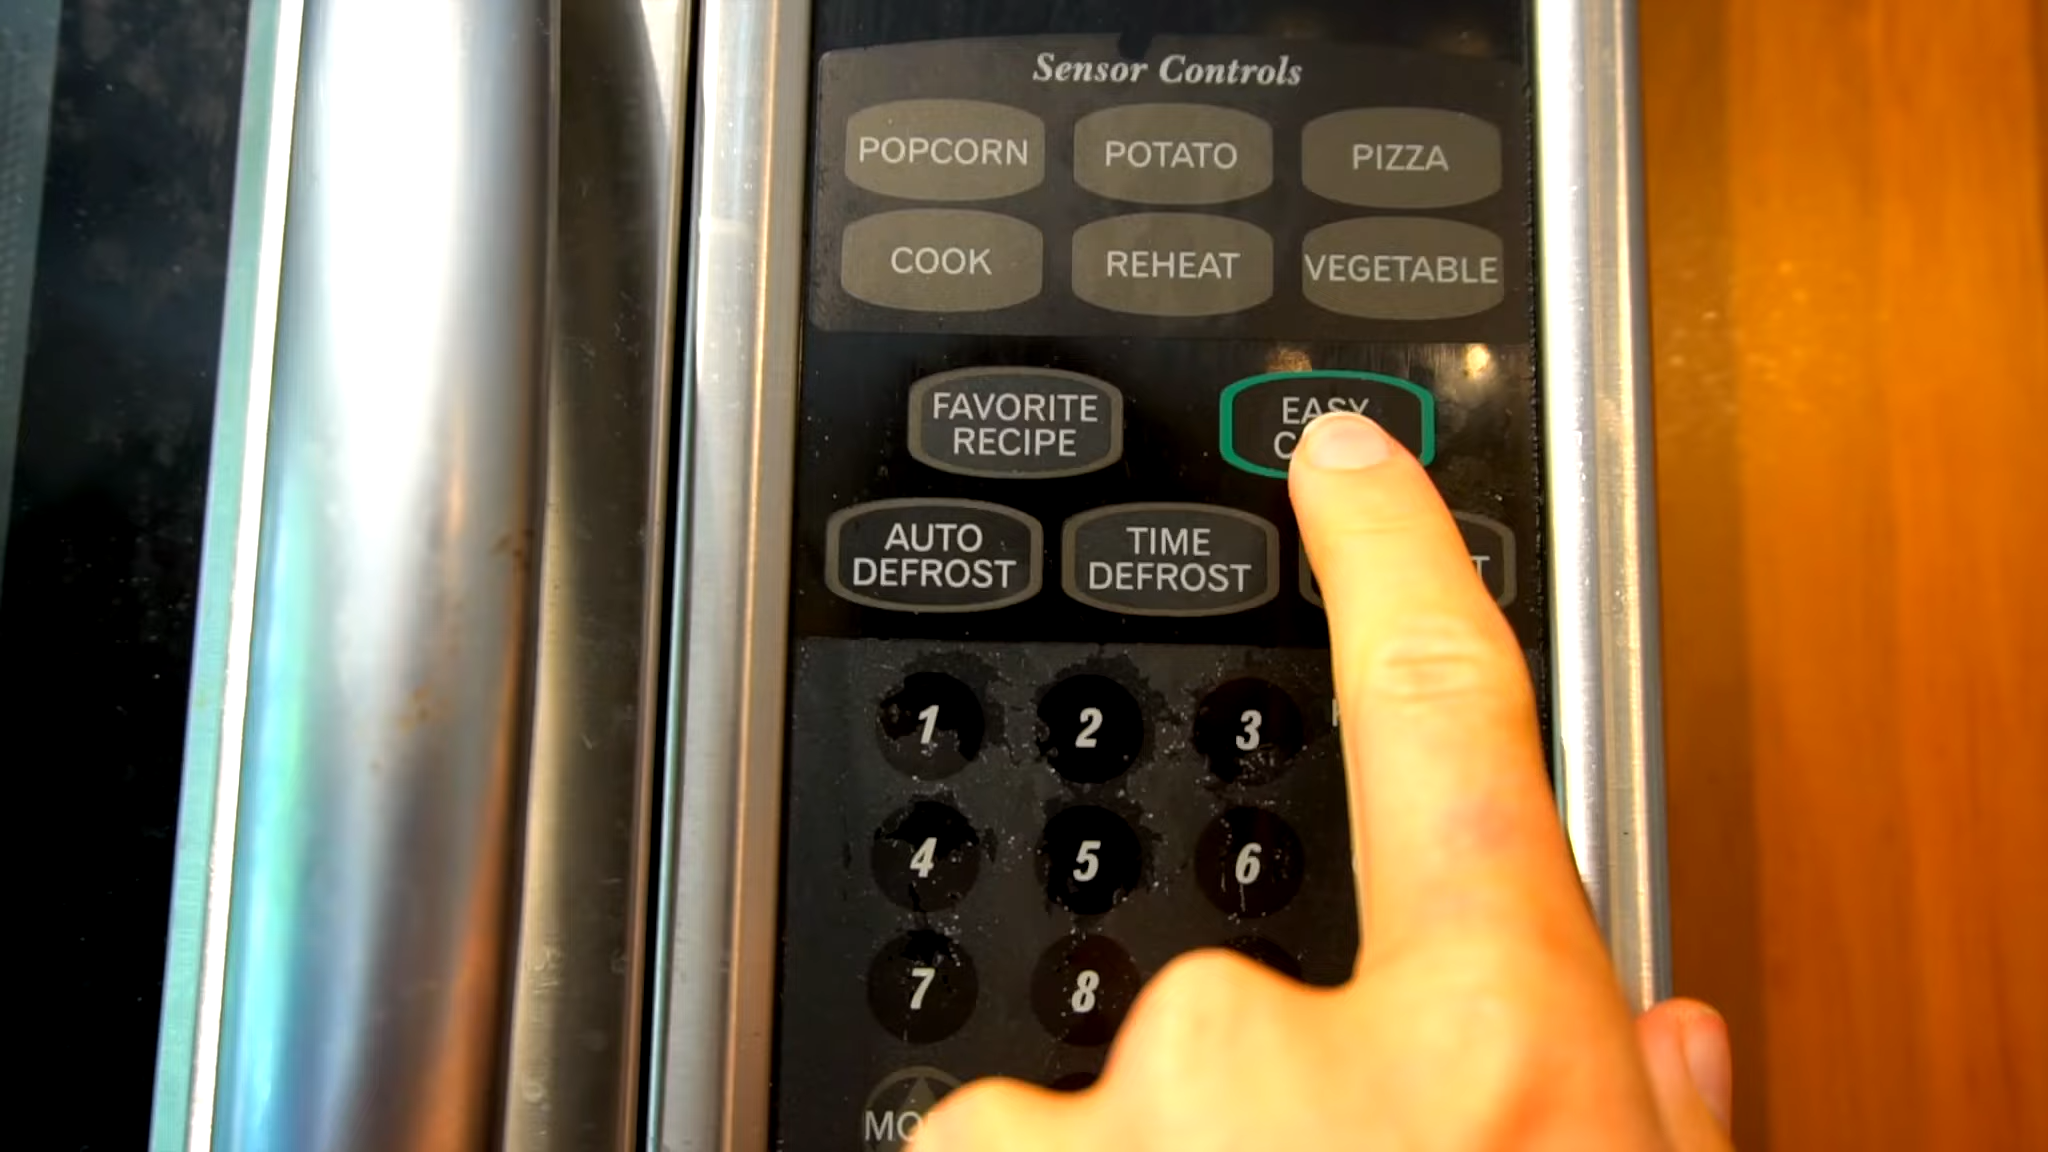 Sensor Controls
POPCORN POTATO PIZZA
COOK REHEAT VEGETABLE
FAVORITE
RECIPE
EASY
AUTO
DEFROST
TIME
DEFROST
1 2 3
4 5 6
7 8